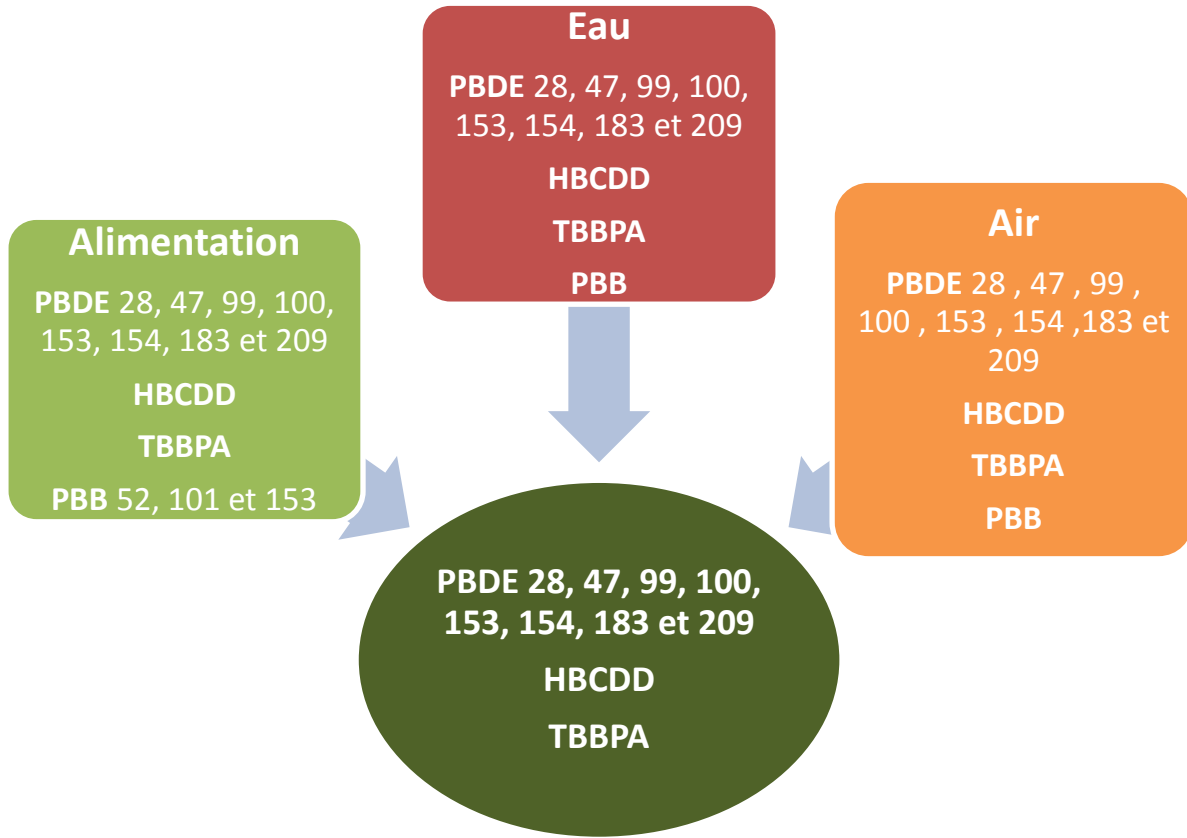 Eau
PBDE 28, 47, 99, 100,
153, 154, 183 et 209
HBCDD
TBBPA
PBB
Alimentation
PBDE 28, 47, 99, 100,
153, 154, 183 et 209
HBCDD
TBBPA
PBB 52, 101 et 153
Air
PBDE 28 , 47 , 99 ,
100 , 153 , 154 ,183 et
209
HBCDD
TBBPA
PBB
PBDE 28, 47, 99, 100,
153, 154, 183 et 209
HBCDD
TBBPA